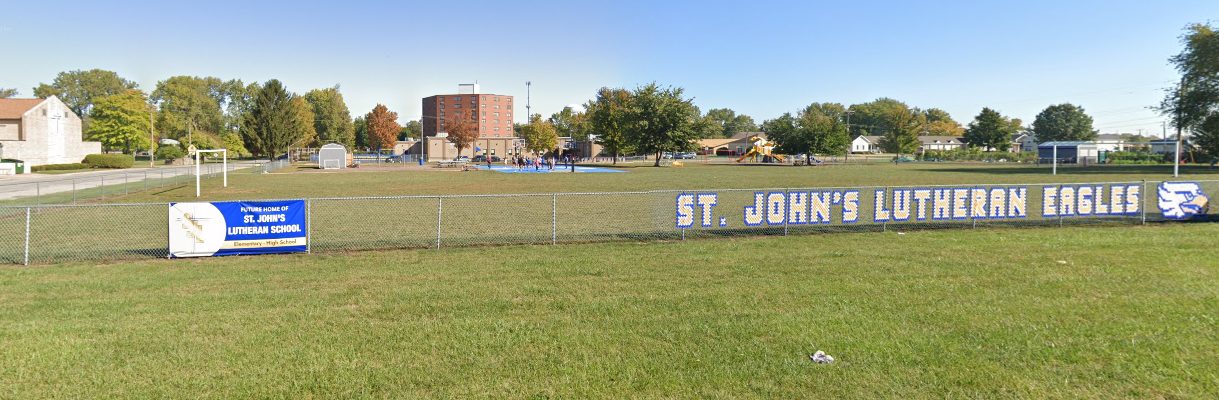 FUTURE HOME OF
ST. JOHN'S
LUTHERAN SCHOOL
Elementary - High School
ST. JOHN'S LUTHERAN EAGLES